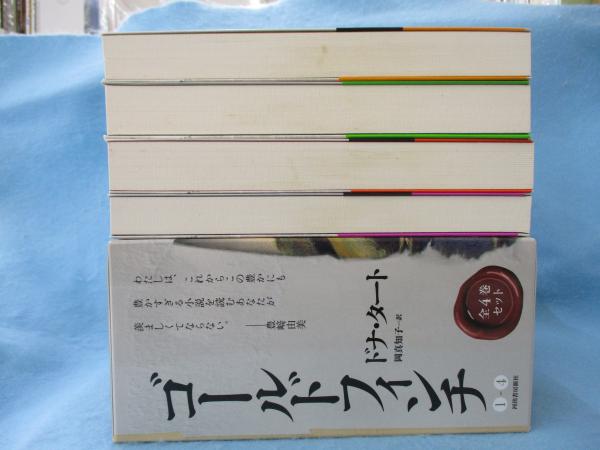 わたしは、これからこの豊かにも
豊かすぎる小説を読むあなたが
羨ましくてならない。
――豊﨑由美
ドナ・タート
岡真知子=訳
全4巻
セット
ゴールドフィンチ
1-4
河出書房新社